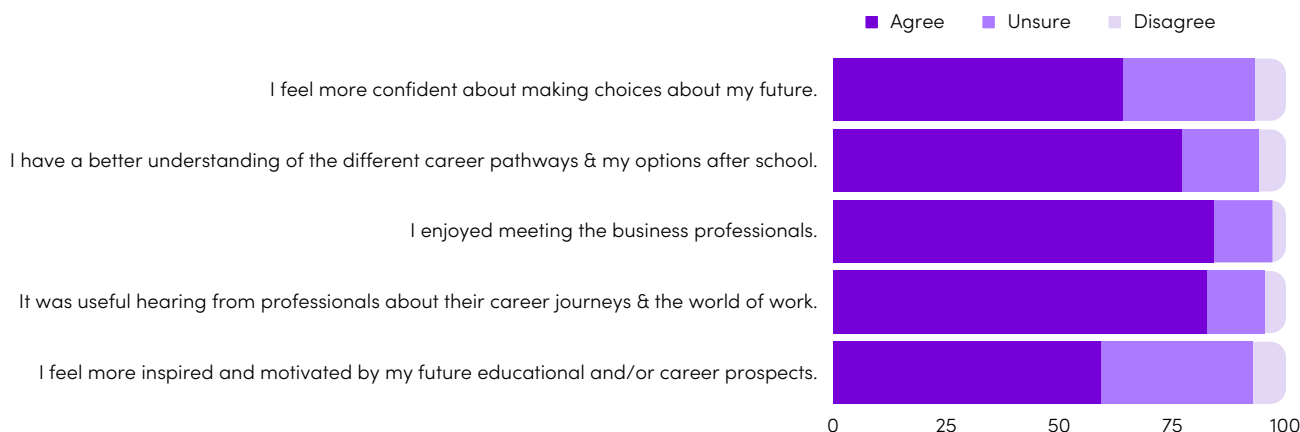 Agree Unsure Disagree
I feel more confident about making choices about my future.
I have a better understanding of the different career pathways & my options after school.
I enjoyed meeting the business professionals.
It was useful hearing from professionals about their career journeys & the world of work.
I feel more inspired and motivated by my future educational and/or career prospects.
0 25 50 75 100